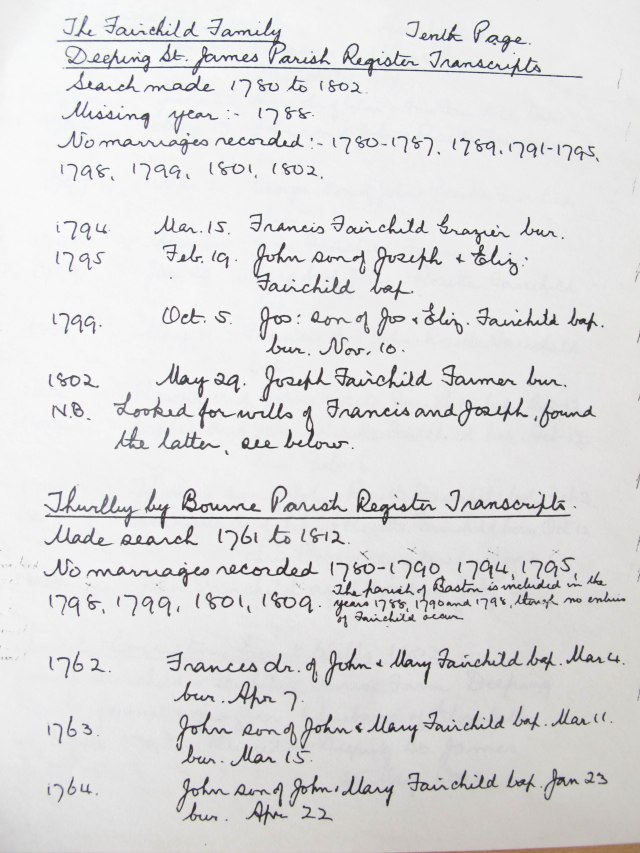 The Fairchild Family Tenth Page.
Deeping St. James Parish Register Transcripts
Search made 1780 to 1802.
Missing year:- 1788.
No marriages recorded:- 1780-1787, 1789, 1791-1795,
1798, 1799, 1801, 1802.
1794. Mar. 15. Francis Fairchild Grazier bur.
1795 Feb. 19. John son of Joseph & Eliz:
Fairchild bap.
1799. Oct. 5. Jos: son of Jos & Eliz. Fairchild bap.
bur. Nov. 10.
1802 May 29. Joseph Fairchild Farmer bur.
N.B. Looked for wills of Francis and Joseph, found
the latter, see below.
Thurlby by Bourne Parish Register Transcripts.
Made search 1761 to 1812.
No marriages recorded 1780-1790 1794, 1795,
1798, 1799, 1801, 1809. The parish of Baston is included in the
years 1788, 1790 and 1798, though no entries
of Fairchild occur
1762. Frances dr. of John & Mary Fairchild bap. Mar 4.
bur. Apr 7.
1763. John son of John & Mary Fairchild bap. Mar 11.
bur. Mar 15.
1764. John son of John & Mary Fairchild bap. Jan 23
bur. Apr 22